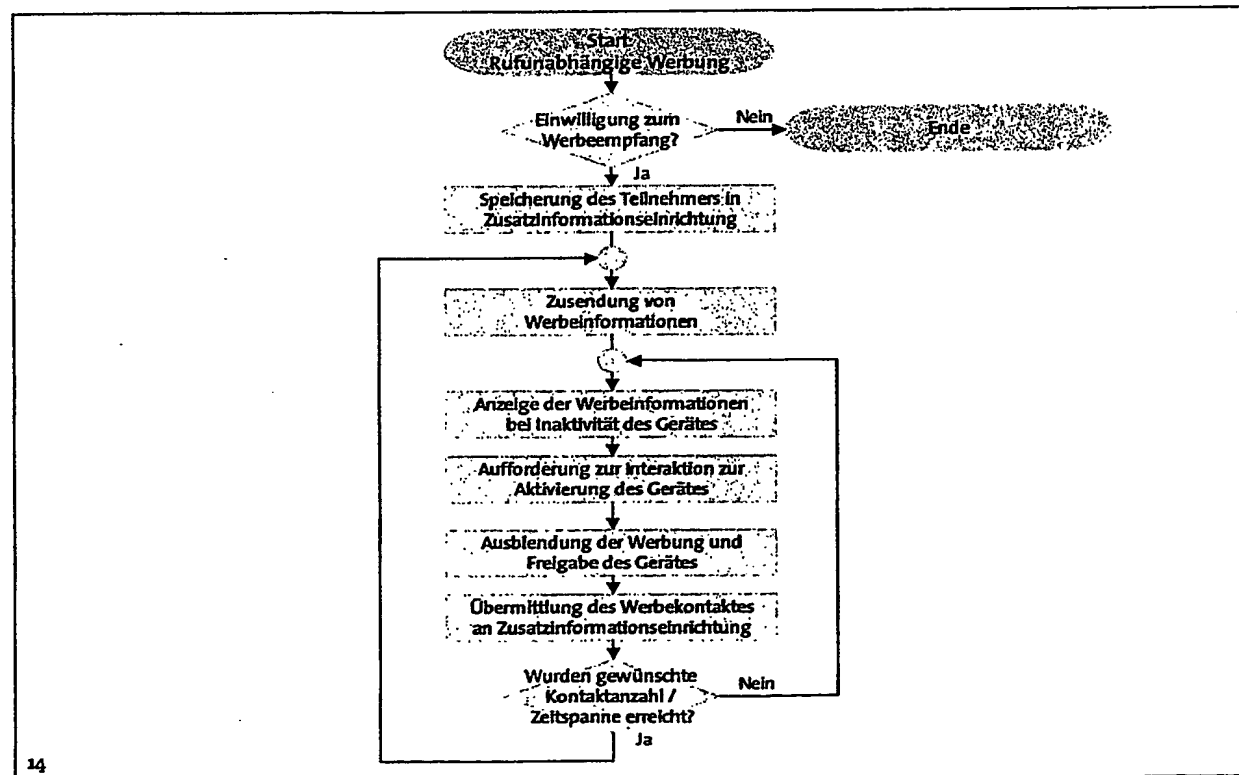 Start
Rufunabhängige Werbung
Einwilligung zum
Werbeempfang?
Nein
Ende
Ja
Speicherung des Teilnehmers in
Zusatzinformationseinrichtung
Zusendung von
Werbeinformationen
Anzeige der Werbeinformationen
bei Inaktivität des Gerätes
Aufforderung zur Interaktion zur
Aktivierung des Gerätes
Ausblendung der Werbung und
Freigabe des Gerätes
Übermittlung des Werbekontaktes
an Zusatzinformationseinrichtung
Wurden gewünschte
Kontaktanzahl /
Zeitspanne erreicht?
Nein
Ja
14